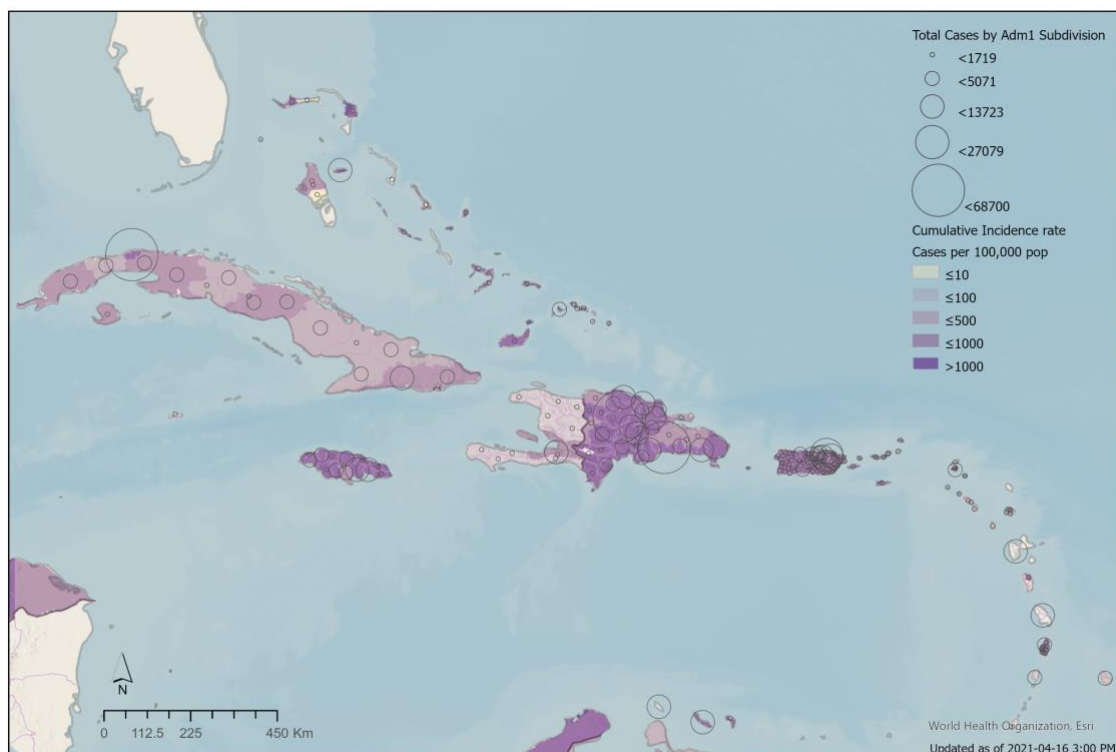 Total Cases by Adm1 Subdivision
<1719
<5071
<13723
<27079
<68700
Cumulative Incidence rate
Cases per 100,000 pop
≤10
≤100
≤500
≤1000
>1000
N
0 112.5 225 450 Km
World Health Organization, Esri
Updated as of 2021-04-16 3:00 PM